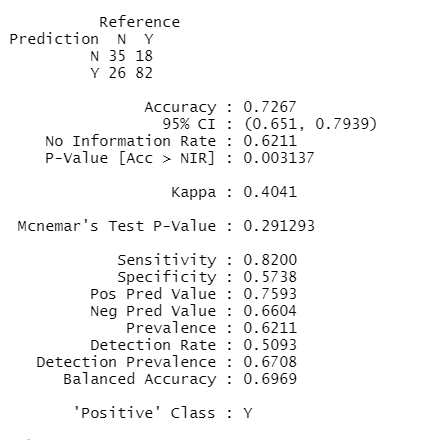 Reference
Prediction N Y
N 35 18
Y 26 82
Accuracy : 0.7267
95% CI : (0.651, 0.7939)
No Information Rate : 0.6211
P-Value [Acc > NIR] : 0.003137
Kappa : 0.4041
Mcnemar's Test P-Value : 0.291293
Sensitivity : 0.8200
Specificity : 0.5738
Pos Pred Value : 0.7593
Neg Pred Value : 0.6604
Prevalence : 0.6211
Detection Rate : 0.5093
Detection Prevalence : 0.6708
Balanced Accuracy : 0.6969
'Positive' Class : Y